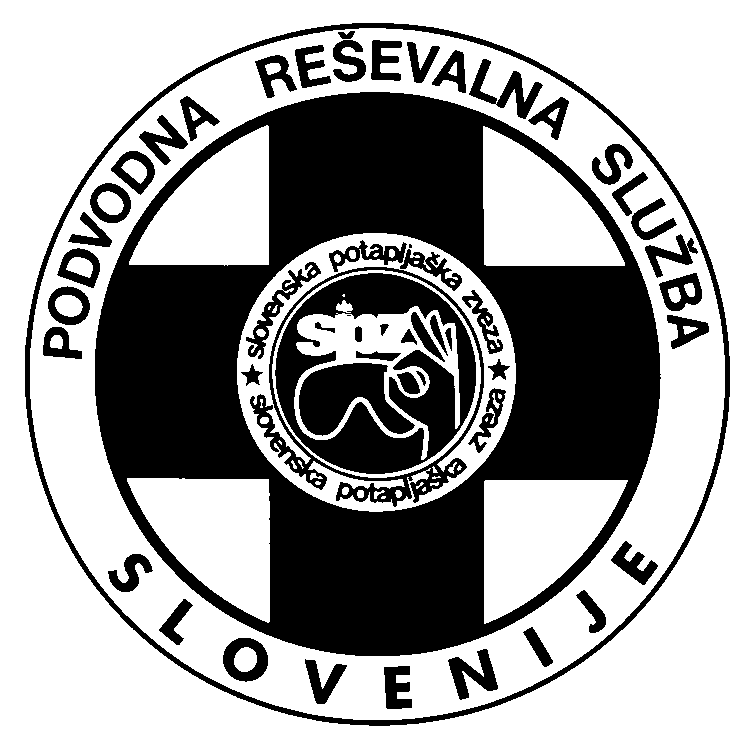 PODVODNA REŠEVALNA SLUŽBA
SLOVENIJE
slovenska potapljaška zveza
spz
★ slovenska potapljaška zveza ★